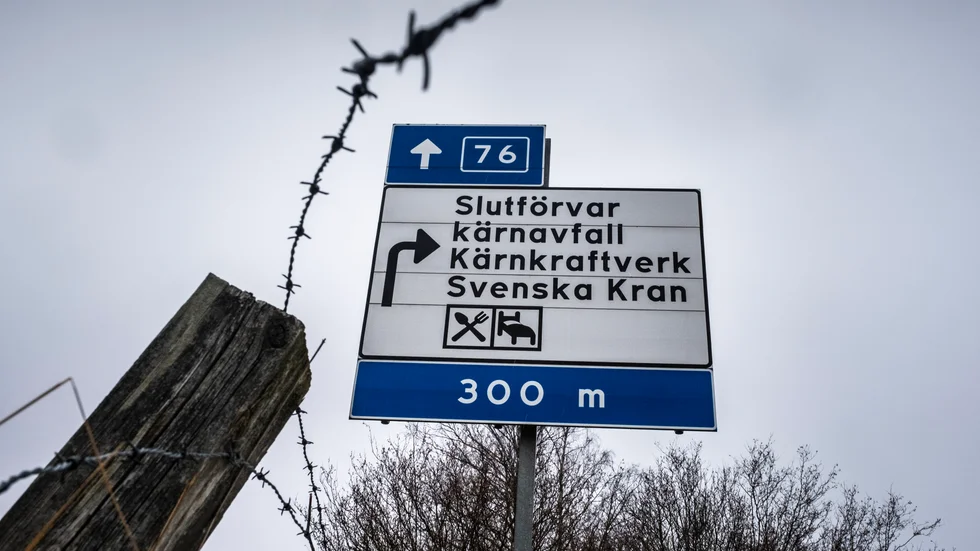 76
Slutförvar
kärnavfall
Kärnkraftverk
Svenska Kran
300 m